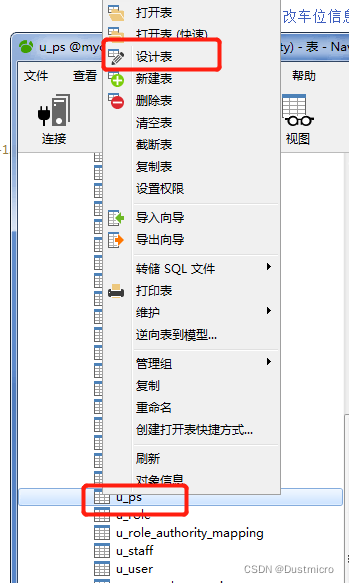 打开表
改车位信息
打开表 (快速)
u_ps @myc
ty) - 表 - Nav
设计表
文件
查看
帮助
新建表
删除表
清空表
连接
视图
截断表
复制表
设置权限
导入向导
导出向导
转储 SQL 文件
打印表
维护
逆向表到模型...
管理组
复制
重命名
创建打开表快捷方式...
刷新
对象信息
u_ps
u_role
u_role_authority_mapping
u_staff
u_user
CSDN @Dustmicro